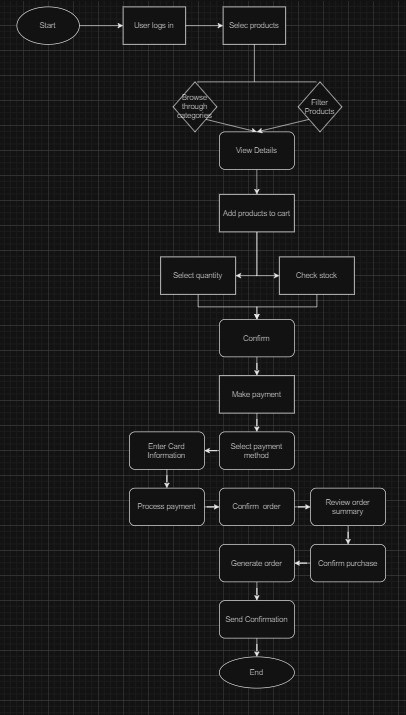 Start
User logs in
Selec products
Browse
through
categories
Filter
Products
View Details
Add products to cart
Select quantity
Check stock
Confirm
Make payment
Enter Card
Information
Select payment
method
Process payment
Confirm order
Review order
summary
Generate order
Confirm purchase
Send Confirmation
End